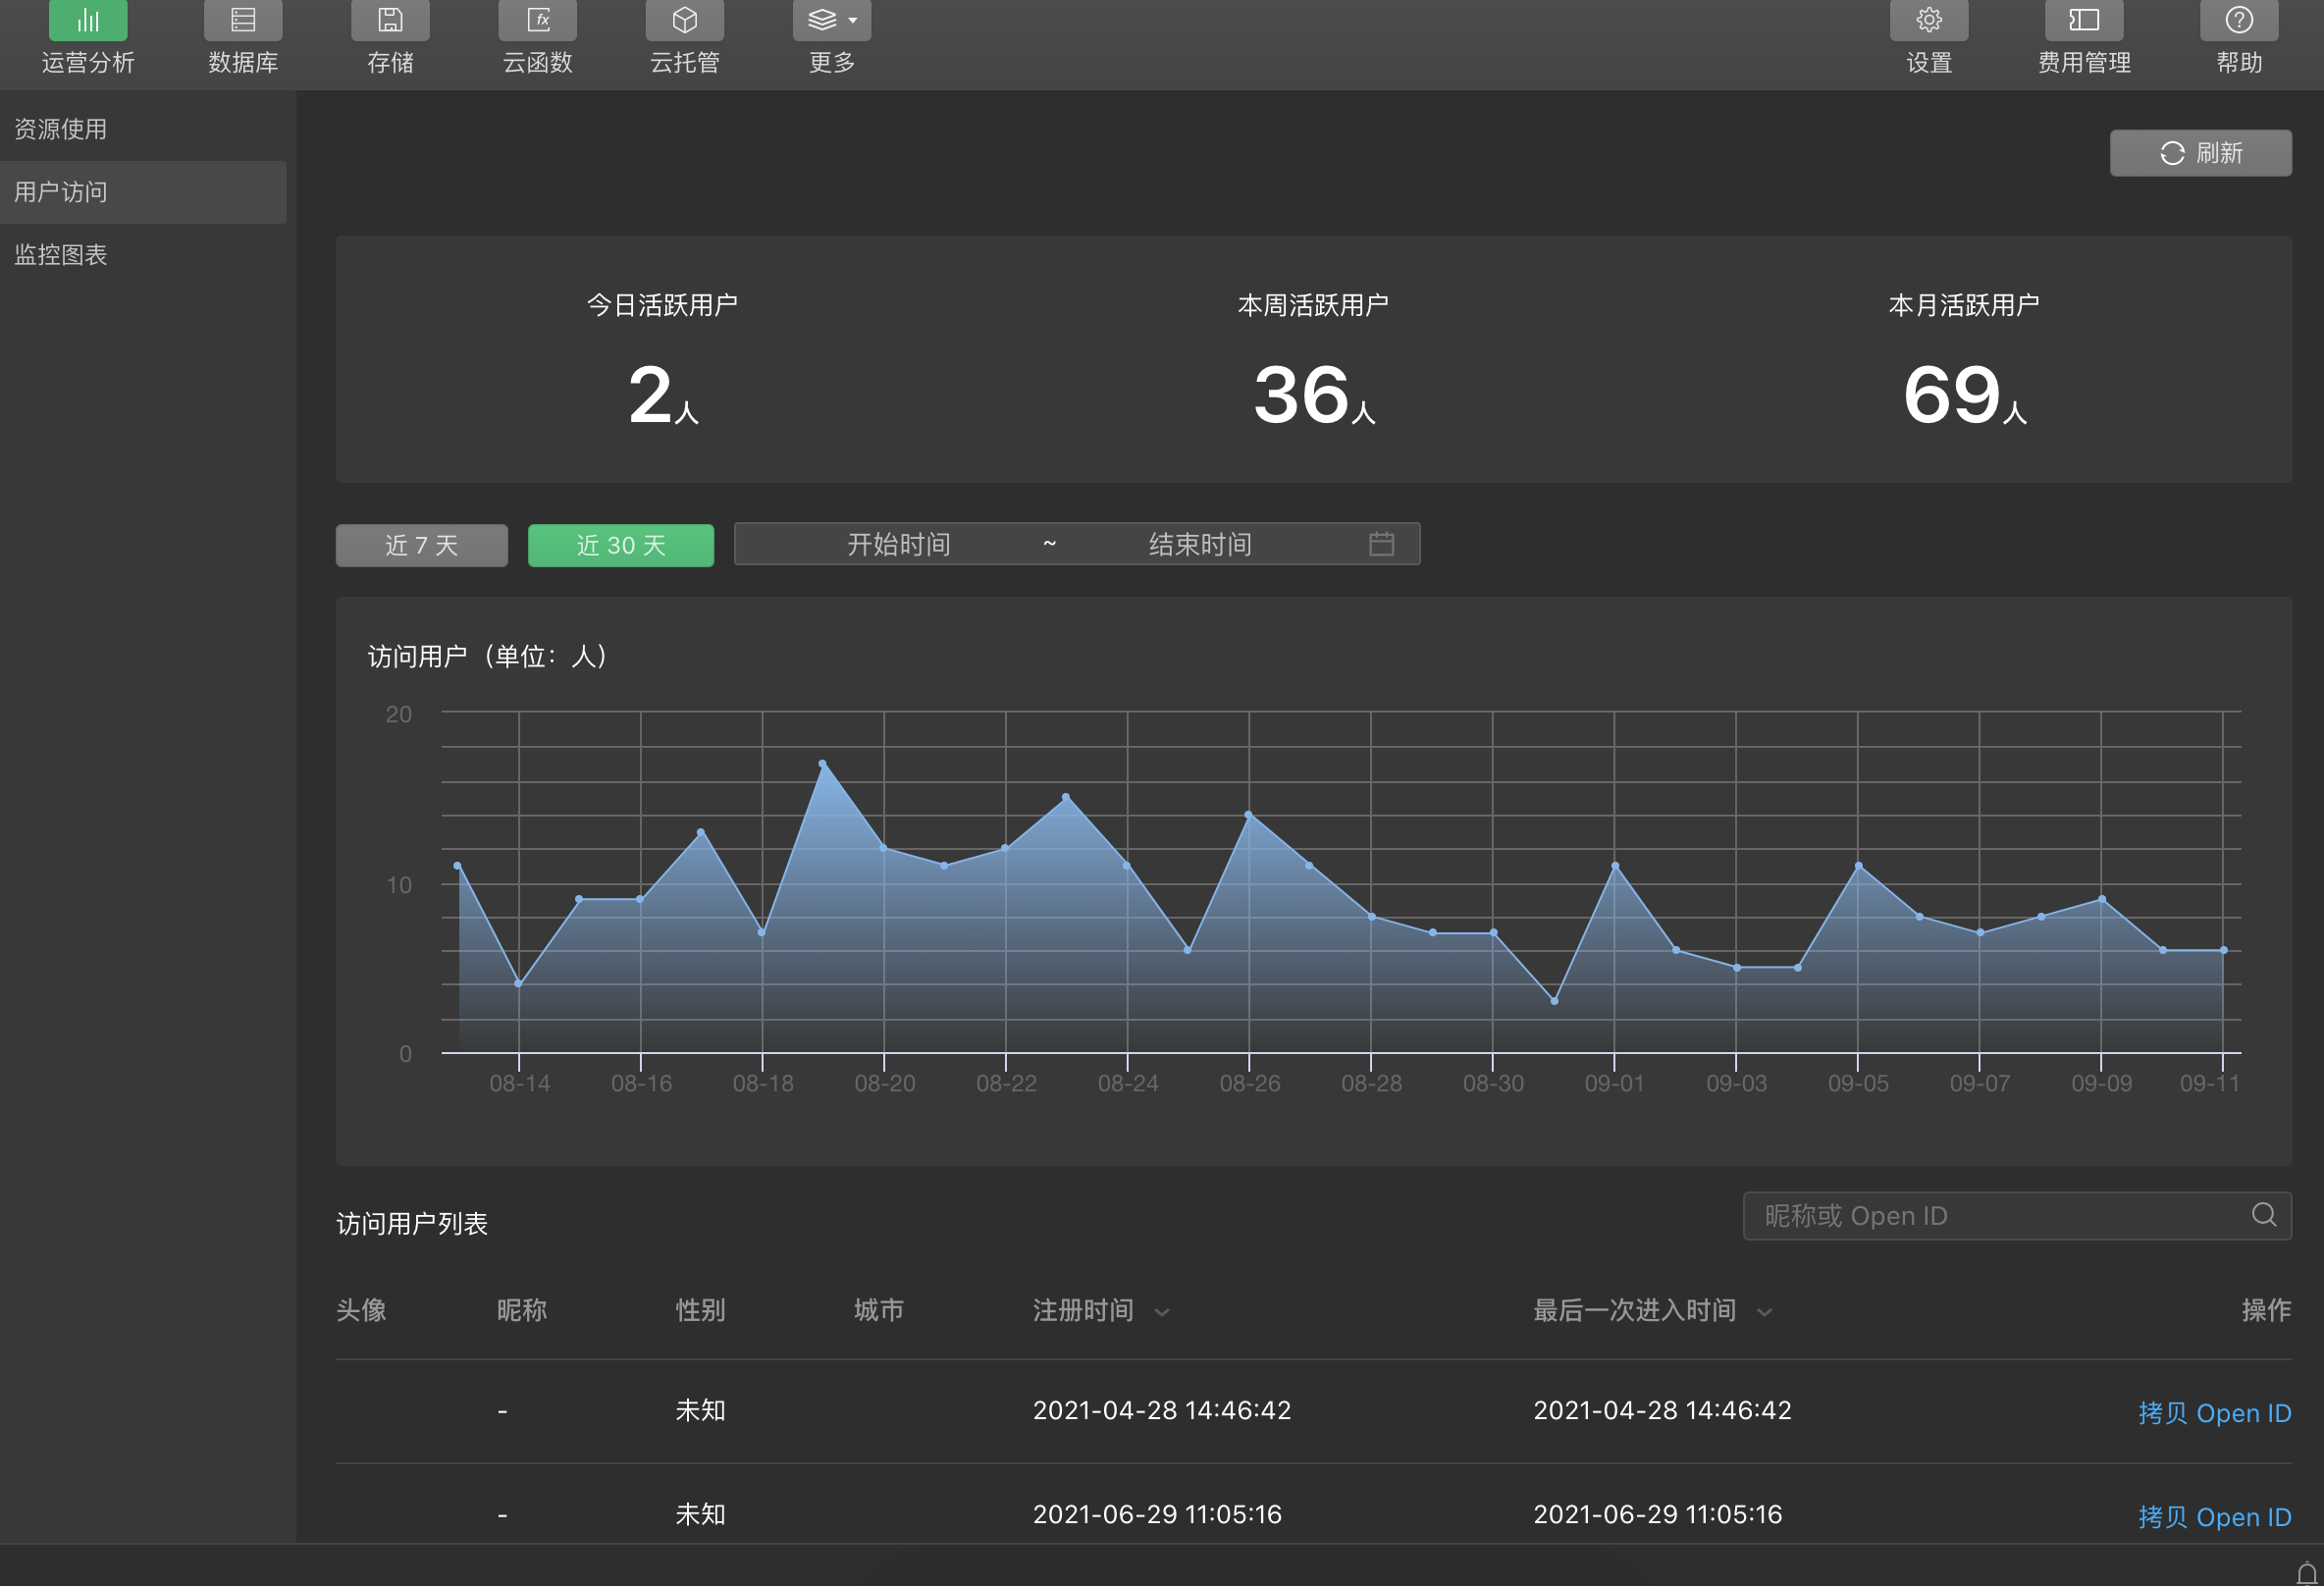 运营分析 数据库 存储 云函数 云托管 更多 设置 费用管理 帮助
资源使用
用户访问
监控图表
刷新
今日活跃用户 本周活跃用户 本月活跃用户
2人 36人 69人
近 7 天 近 30 天 开始时间 ~ 结束时间
访问用户（单位：人）
20
10
0
08-14 08-16 08-18 08-20 08-22 08-24 08-26 08-28 08-30 09-01 09-03 09-05 09-07 09-09 09-11
访问用户列表 昵称或 Open ID
头像 昵称 性别 城市 注册时间 最后一次进入时间 操作
- 未知 2021-04-28 14:46:42 2021-04-28 14:46:42 拷贝 Open ID
- 未知 2021-06-29 11:05:16 2021-06-29 11:05:16 拷贝 Open ID